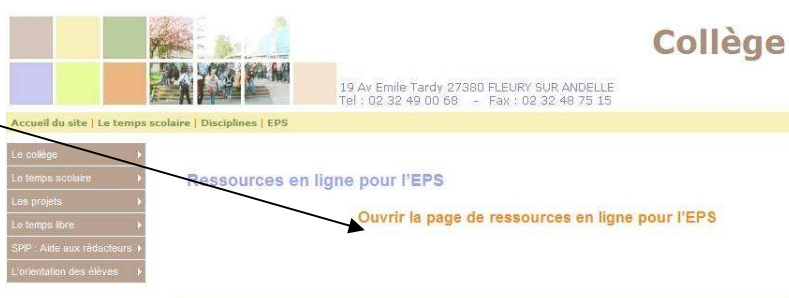 Collège
19 Av Emile Tardy 27380 FLEURY SUR ANDELLE
Tel : 02 32 49 00 68 - Fax : 02 32 48 75 15
Accueil du site | Le temps scolaire | Disciplines | EPS
Le collège
Le temps scolaire
Les projets
Le temps libre
SPIP : Aide aux rédacteurs
L'orientation des élèves
Ressources en ligne pour l'EPS
Ouvrir la page de ressources en ligne pour l'EPS